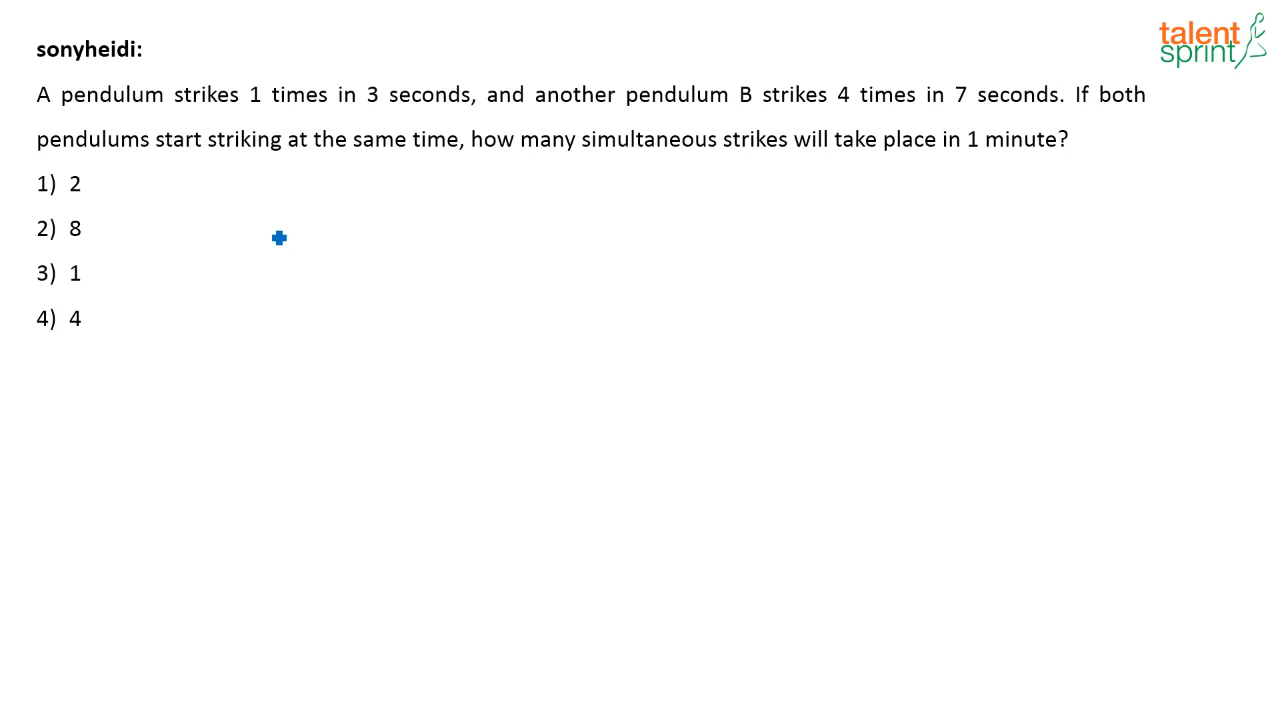 talent
sprint
sonyheidi:
A pendulum strikes 1 times in 3 seconds, and another pendulum B strikes 4 times in 7 seconds. If both
pendulums start striking at the same time, how many simultaneous strikes will take place in 1 minute?
1) 2
2) 8
3) 1
4) 4